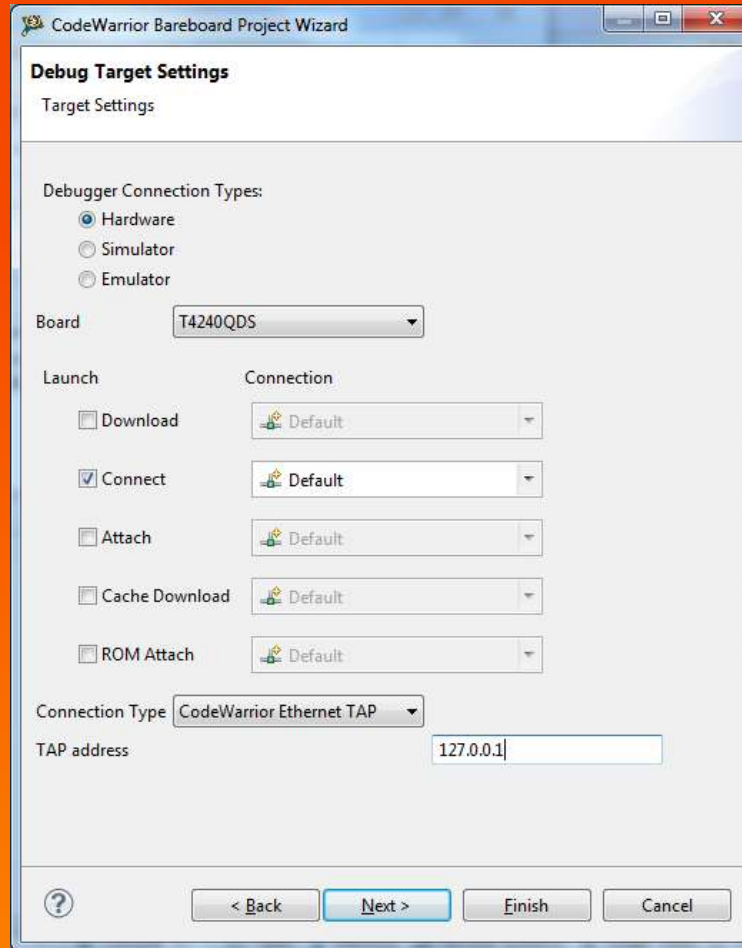 CodeWarrior Bareboard Project Wizard
Debug Target Settings
Target Settings
Debugger Connection Types:
Hardware
Simulator
Emulator
Board T4240QDS
Launch Connection
Download Default
Connect Default
Attach Default
Cache Download Default
ROM Attach Default
Connection Type CodeWarrior Ethernet TAP
TAP address 127.0.0.1
? < Back Next > Finish Cancel